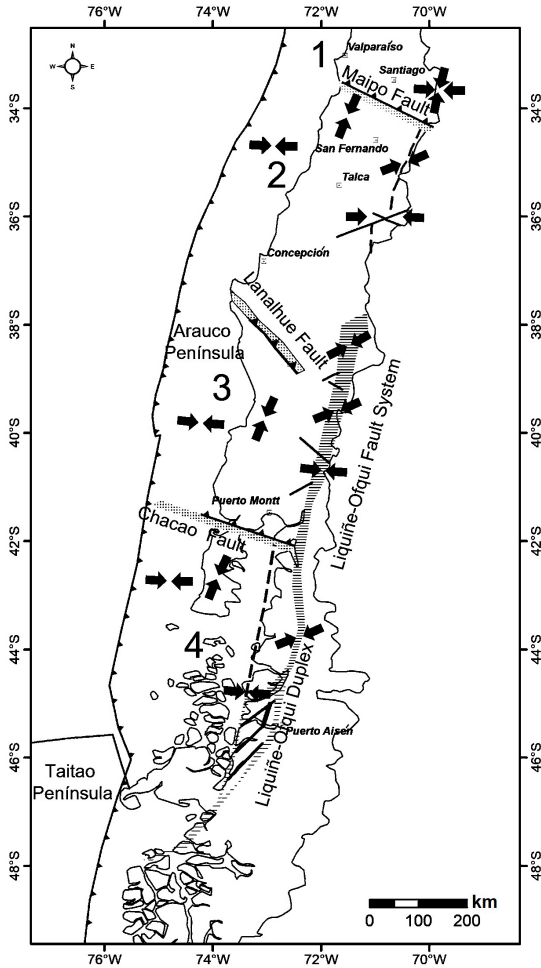 76°W 74°W 72°W 70°W
1
Valparaíso
N
W E
S
Santiago
Maipo Fault
34°S 34°S
San Fernando
2
Talca
36°S 36°S
Concepción
Lanalhue Fault
38°S 38°S
Arauco
Península
3
Liquiñe-Ofqui Fault System
40°S 40°S
Puerto Montt
Chacao Fault
42°S 42°S
4
44°S 44°S
Liquiñe-Ofqui Duplex
Puerto Aisén
46°S 46°S
Taitao
Península
48°S 48°S
km
0 100 200
76°W 74°W 72°W 70°W